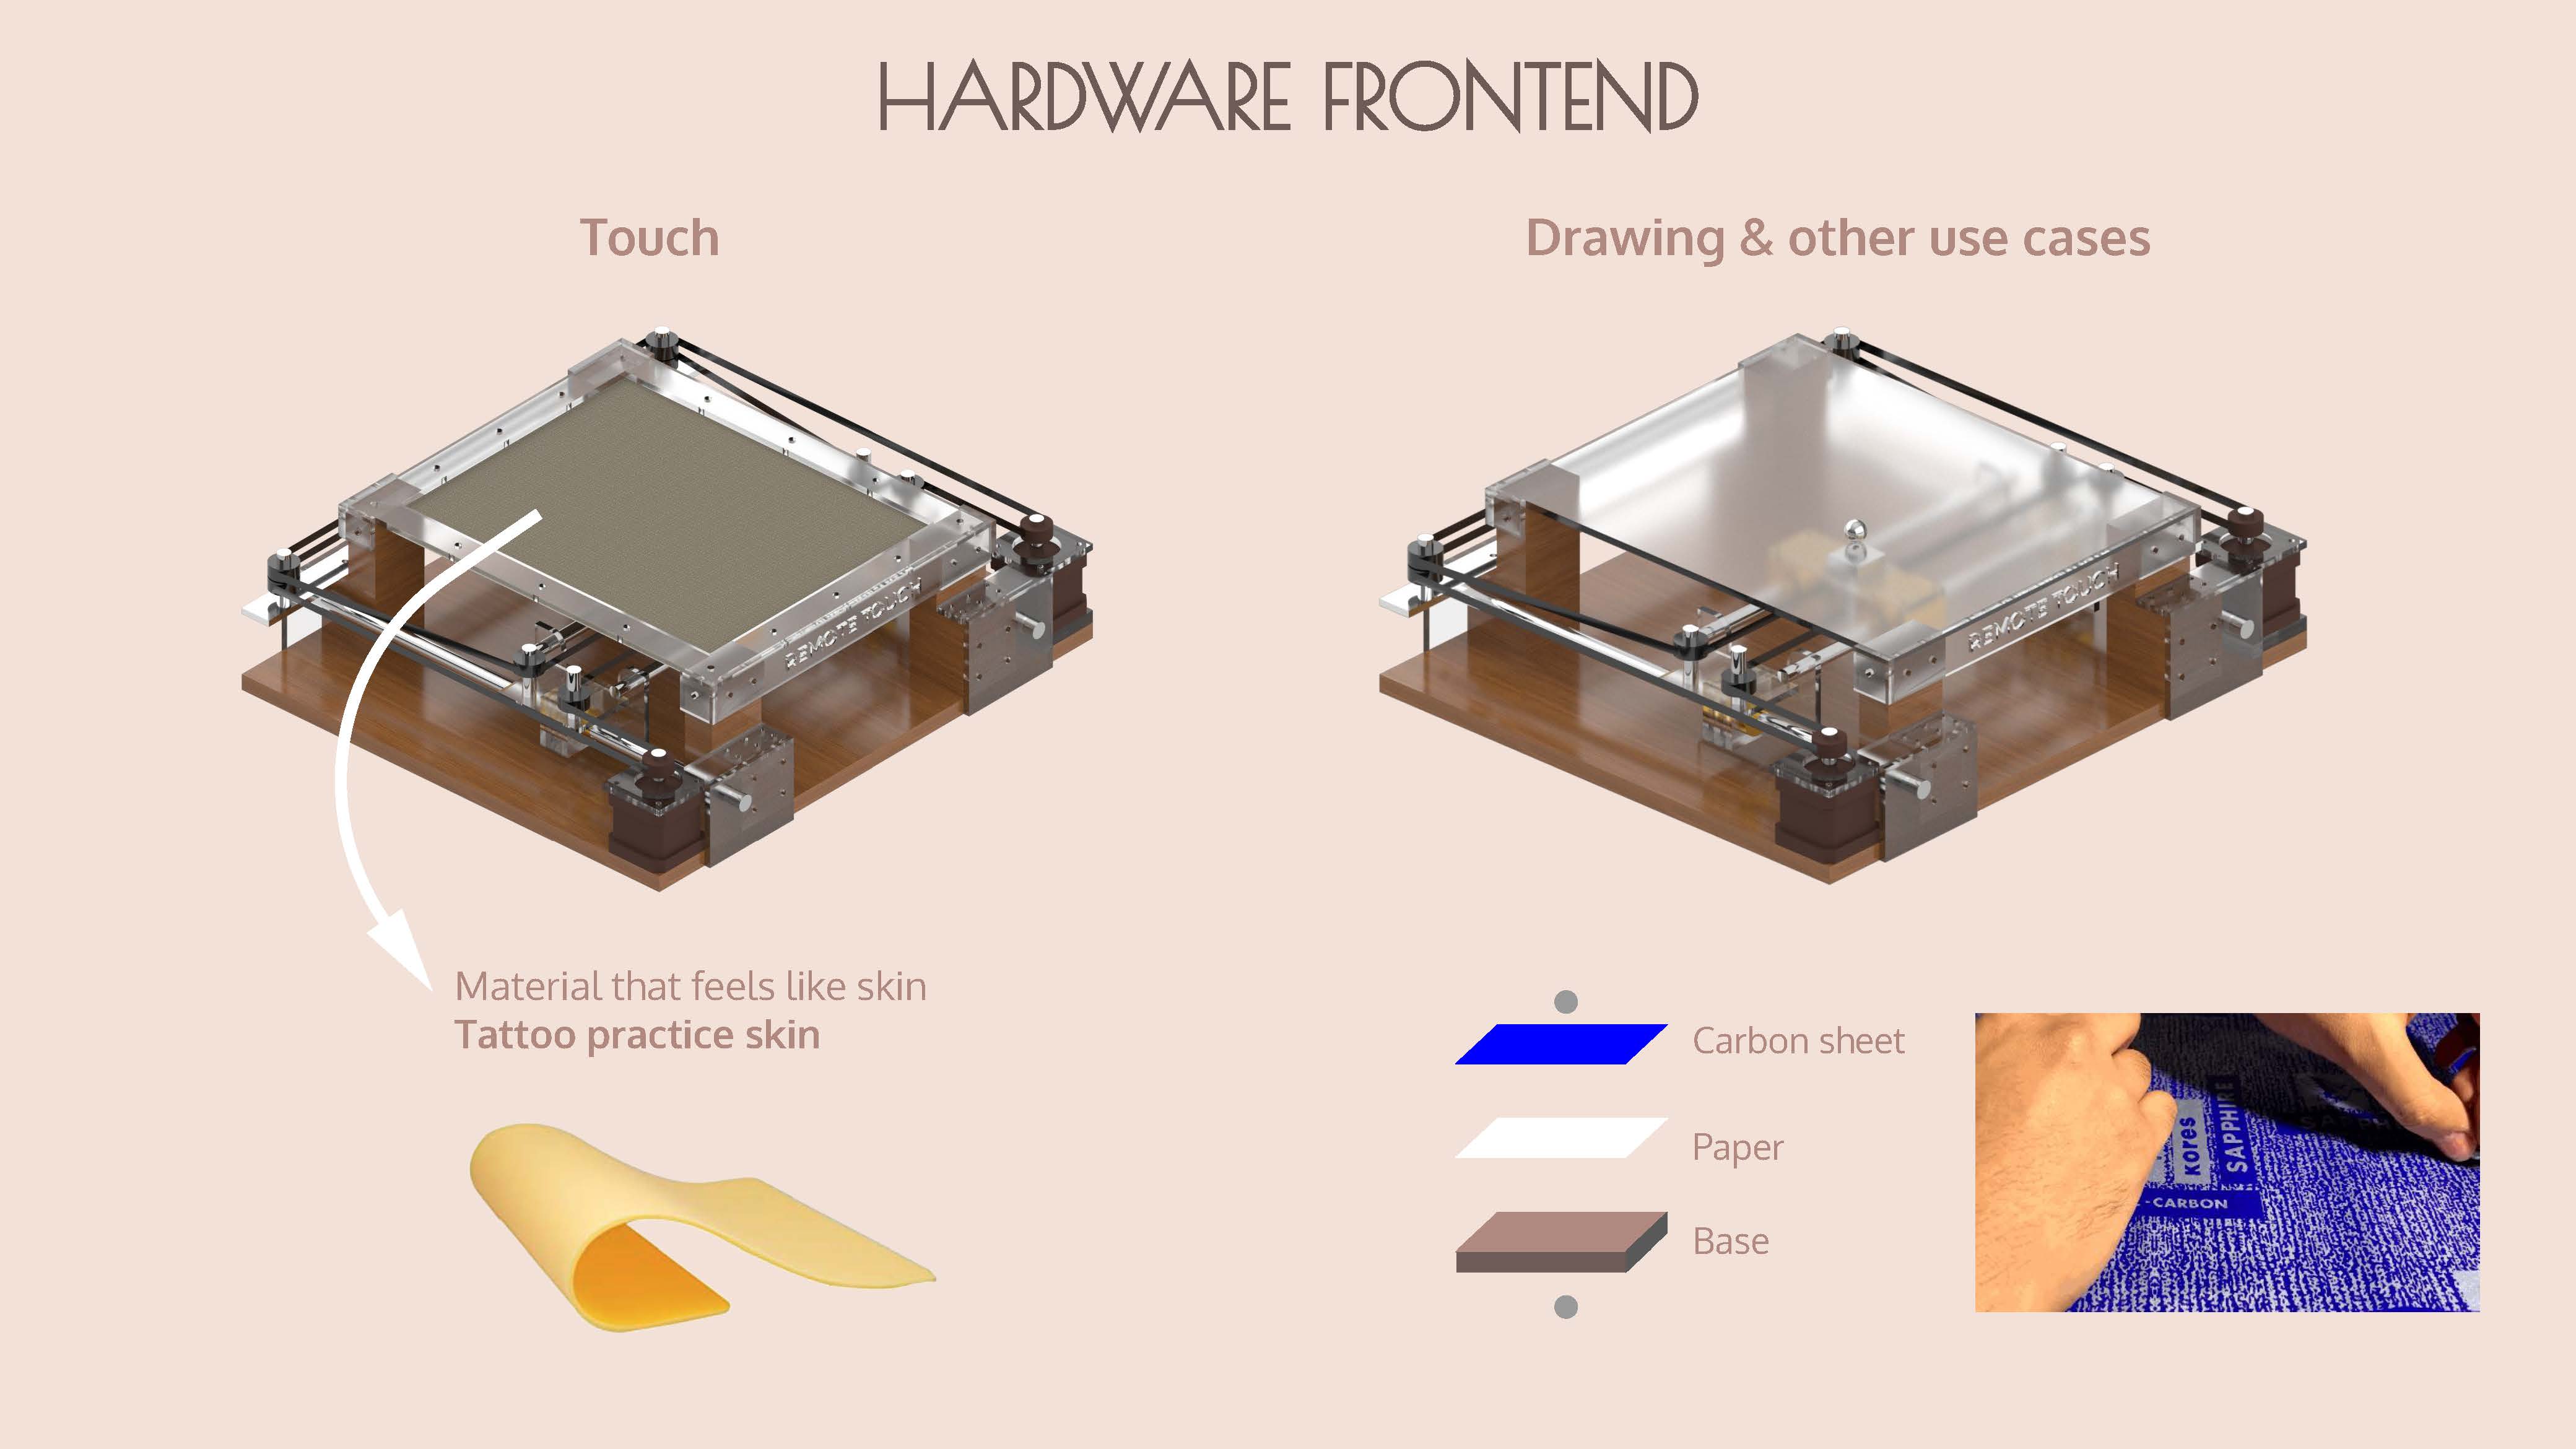 HARDWARE FRONTEND
Touch
Drawing & other use cases
REMOTE TOUCH
REMOTE TOUCH
Material that feels like skin
Tattoo practice skin
Carbon sheet
Paper
Base
Kores
SAPPHIRE
-CARBON